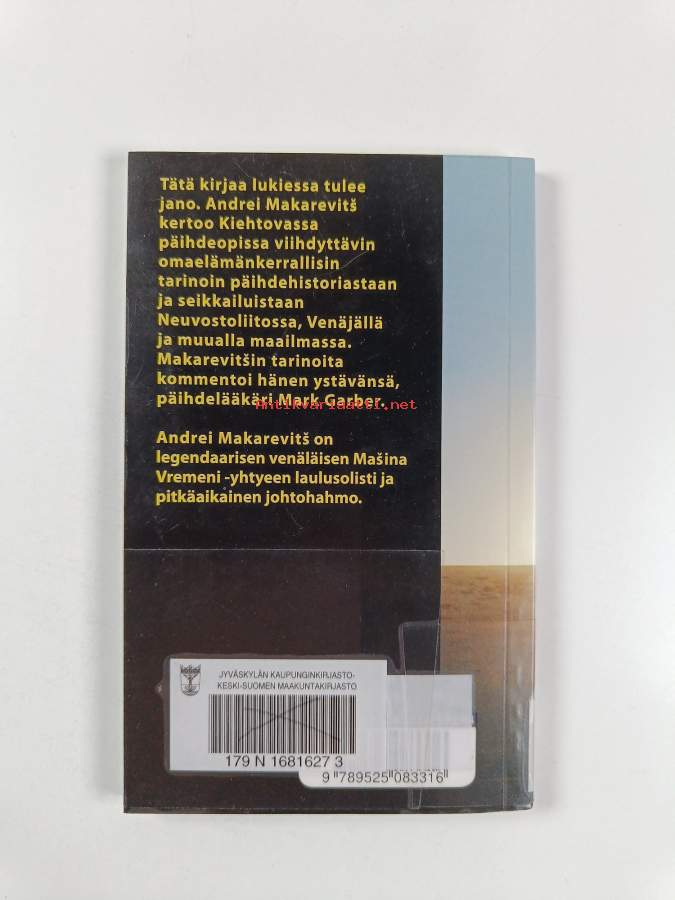 Tätä kirjaa lukiessa tulee
jano. Andrei Makarevitš
kertoo Kiehtovassa
päihdeopissa viihdyttävin
omaelämänkerrallisin
tarinoin päihdehistoriastaan
ja seikkailuistaan
Neuvostoliitossa, Venäjällä
ja muualla maailmassa.
Makarevitšin tarinoita
kommentoi hänen ystävänsä,
päihdelääkäri Mark Garber.
Antikvariaatti.net
Andrei Makarevitš on
legendaarisen venäläisen Mašina
Vremeni -yhtyeen laulusolisti ja
pitkäaikainen johtohahmo.
JYVÄSKYLÄN KAUPUNGINKIRJASTO-
KESKI-SUOMEN MAAKUNTAKIRJASTO
179 N 1681627 3
9 789525 083316